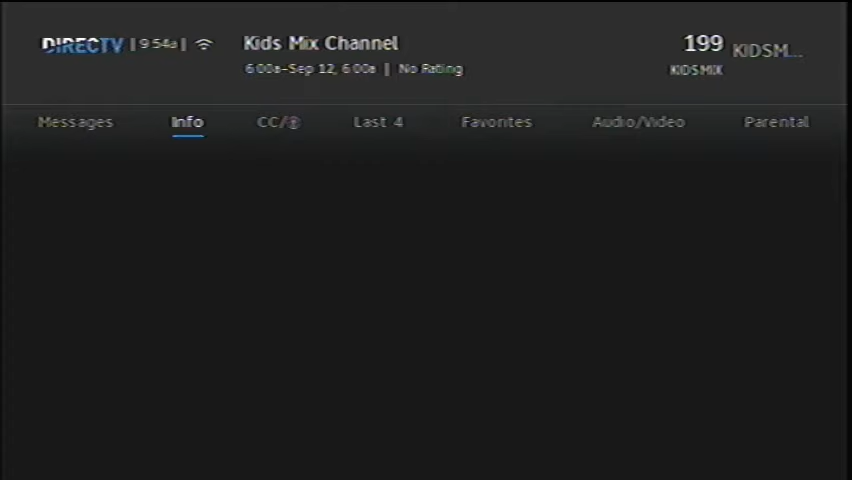 DIRECTV | 9:54a | Kids Mix Channel 199 KIDSM...
6:00a–Sep 12, 6:00a | No Rating KIDSMIX
Messages Info CC/ Last 4 Favorites Audio/Video Parental